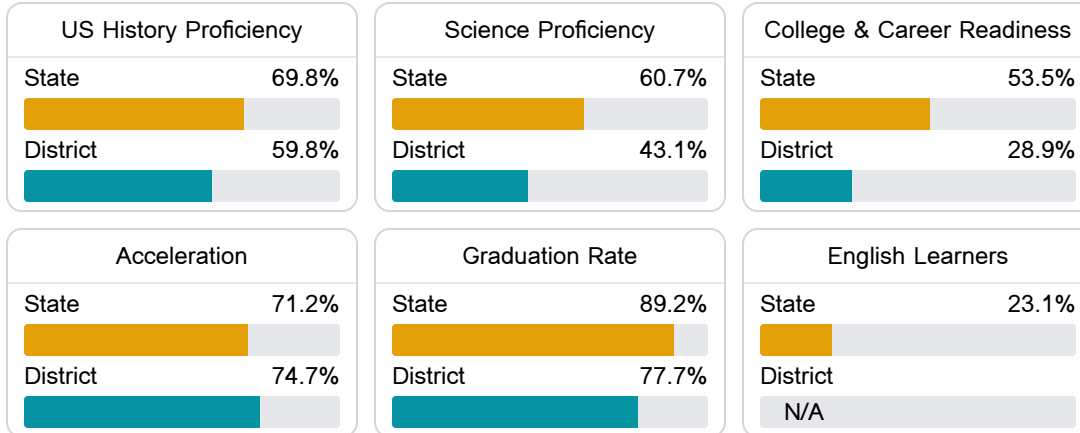 US History Proficiency
State 69.8%
District 59.8%
Science Proficiency
State 60.7%
District 43.1%
College & Career Readiness
State 53.5%
District 28.9%
Acceleration
State 71.2%
District 74.7%
Graduation Rate
State 89.2%
District 77.7%
English Learners
State 23.1%
District
N/A